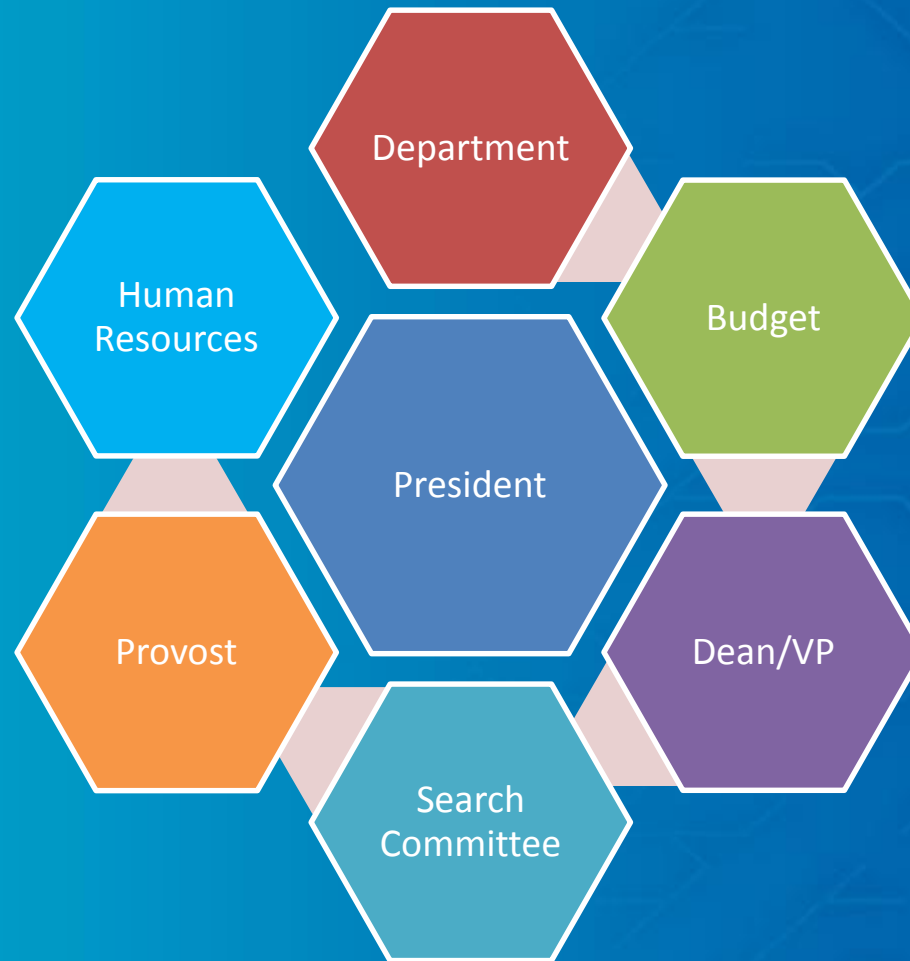 Department
Human
Resources
Budget
President
Provost
Dean/VP
Search
Committee